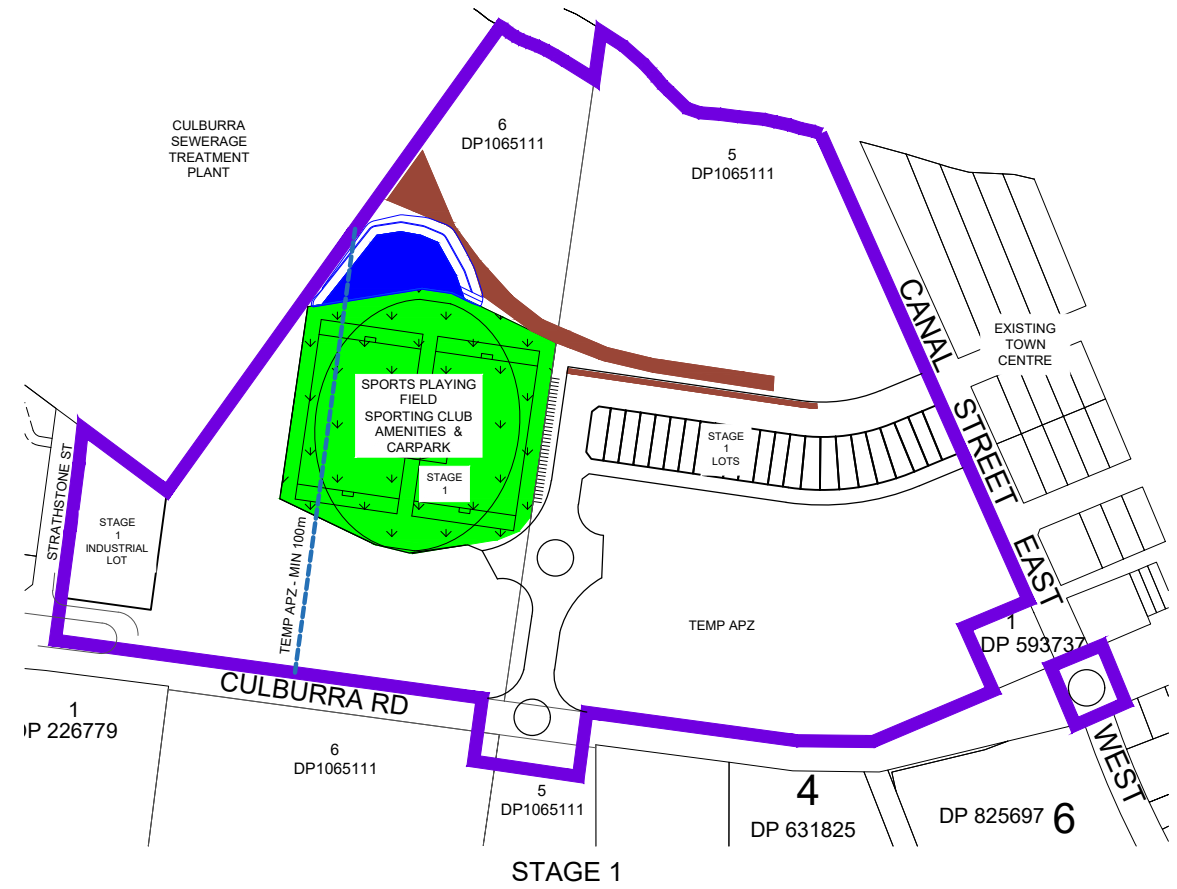 CULBURRA
SEWERAGE
TREATMENT
PLANT
6
DP1065111
5
DP1065111
CANAL
STREET
EAST
EXISTING
TOWN
CENTRE
SPORTS PLAYING
FIELD
SPORTING CLUB
AMENITIES &
CARPARK
STAGE
1
STAGE
1
LOTS
STRATHSTONE ST
STAGE
1
INDUSTRIAL
LOT
TEMP APZ - MIN 100m
TEMP APZ
1
DP 593737
CULBURRA RD
WEST
1
DP 226779
6
DP1065111
5
DP1065111
4
DP 631825
DP 825697 6
STAGE 1